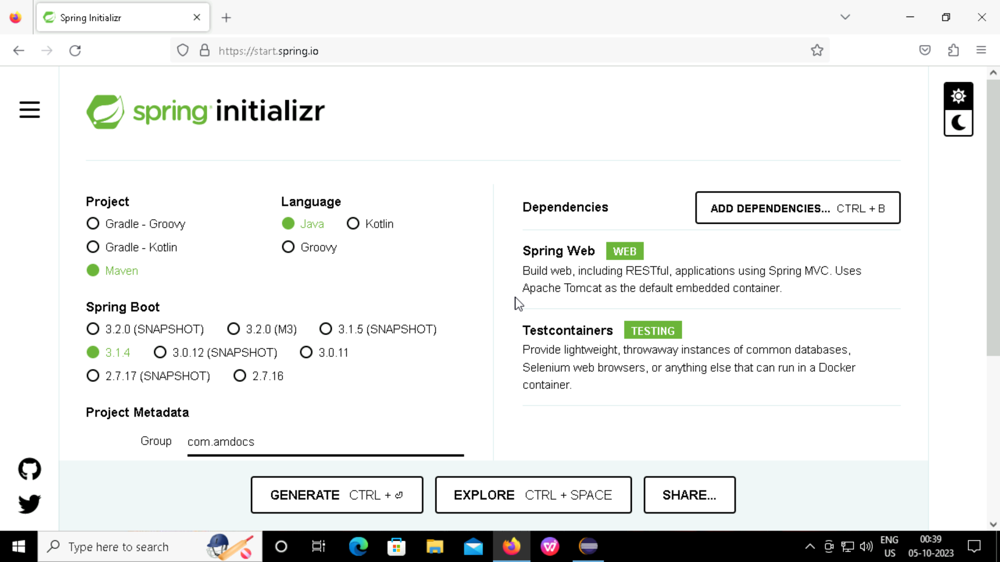 Spring Initializr
https://start.spring.io
spring initializr
Project
Gradle - Groovy
Gradle - Kotlin
Maven
Language
Java
Kotlin
Groovy
Spring Boot
3.2.0 (SNAPSHOT)
3.2.0 (M3)
3.1.5 (SNAPSHOT)
3.1.4
3.0.12 (SNAPSHOT)
3.0.11
2.7.17 (SNAPSHOT)
2.7.16
Project Metadata
Group com.amdocs
Dependencies
ADD DEPENDENCIES... CTRL + B
Spring Web WEB
Build web, including RESTful, applications using Spring MVC. Uses
Apache Tomcat as the default embedded container.
Testcontainers TESTING
Provide lightweight, throwaway instances of common databases,
Selenium web browsers, or anything else that can run in a Docker
container.
GENERATE CTRL + ⏎
EXPLORE CTRL + SPACE
SHARE...
Type here to search
ENG
US
00:39
05-10-2023